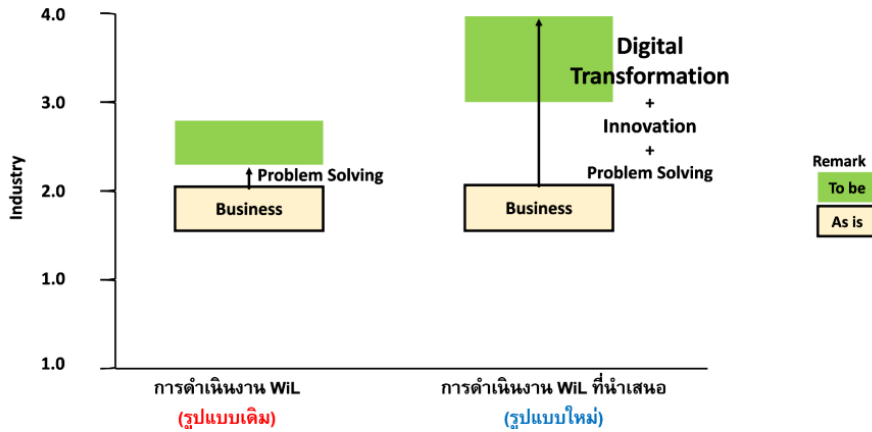 4.0
3.0
2.0
1.0
1.0
Industry
Problem Solving
Business
Digital
Transformation
+
Innovation
+
Problem Solving
Business
Remark
To be
As is
การดำเนินงาน WiL
(รูปแบบเดิม)
การดำเนินงาน WiL ที่นำเสนอ
(รูปแบบใหม่)